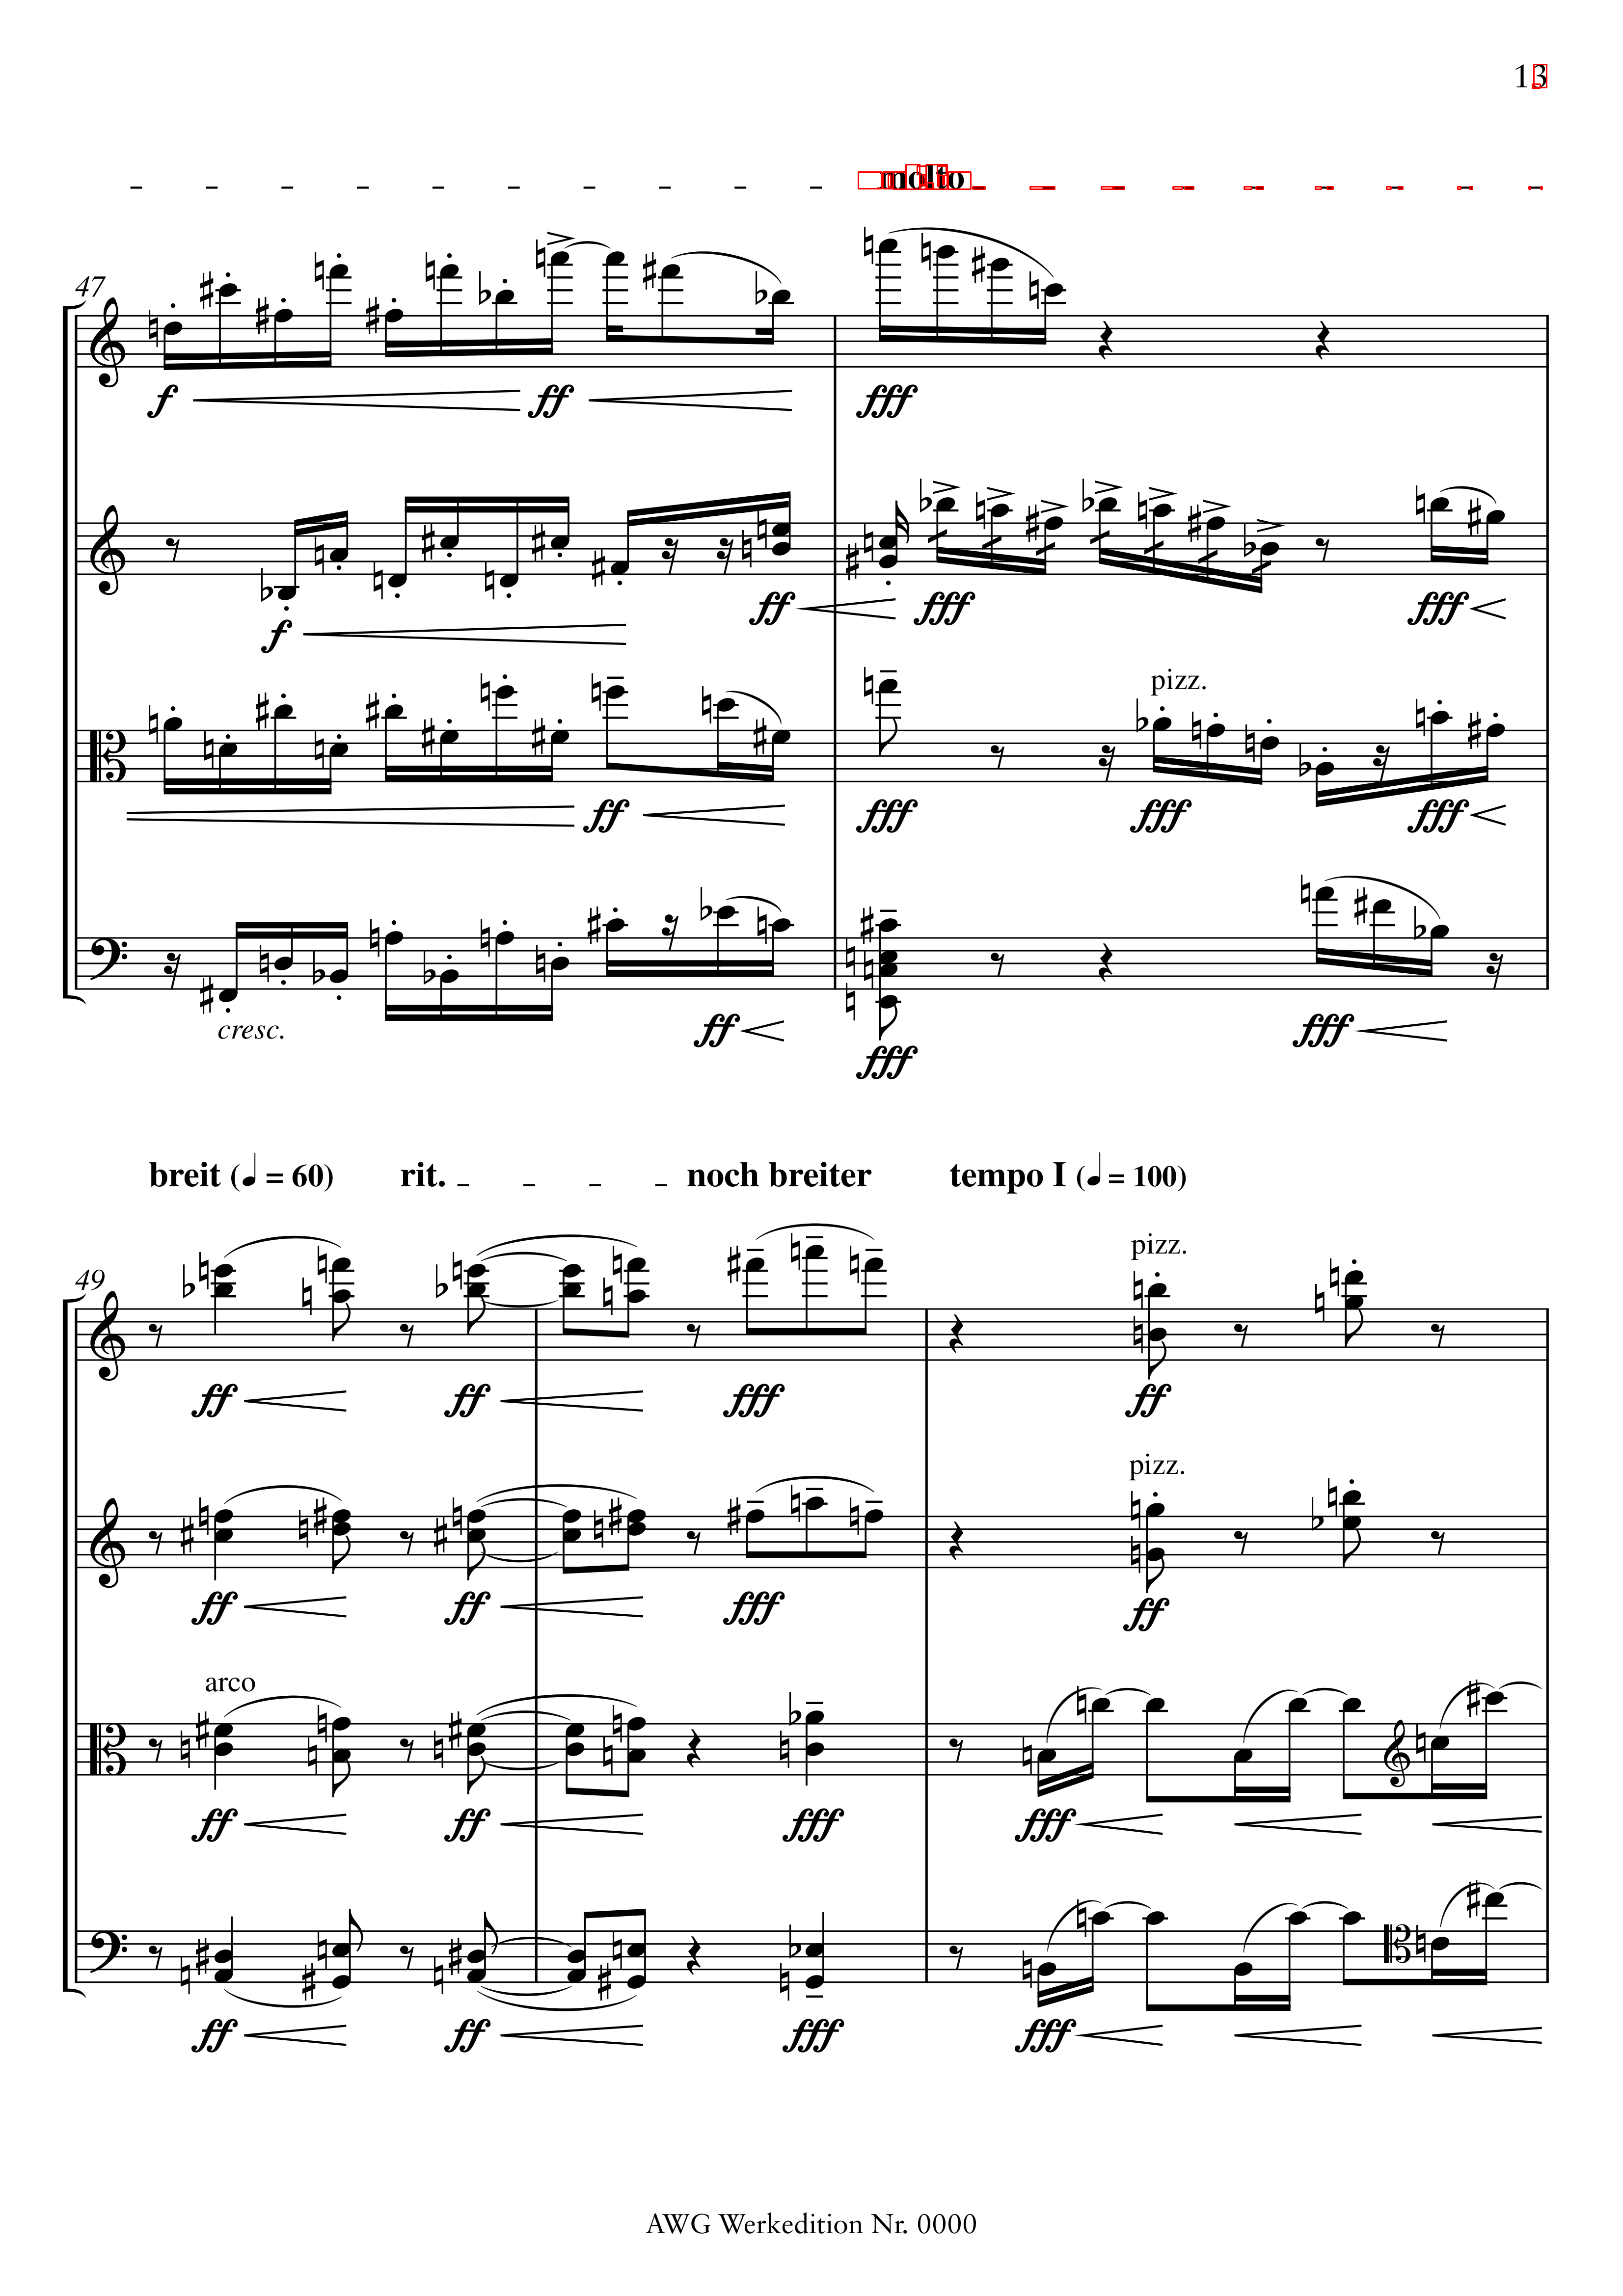 13
molto
47
f ff fff
f ff fff fff
pizz.
ff fff fff fff
cresc. ff fff fff
breit (♩ = 60) rit. noch breiter tempo I (♩ = 100)
pizz.
49
ff ff fff ff
pizz.
ff ff fff ff
arco
ff ff fff fff
ff ff fff fff
AWG Werkedition Nr. 0000